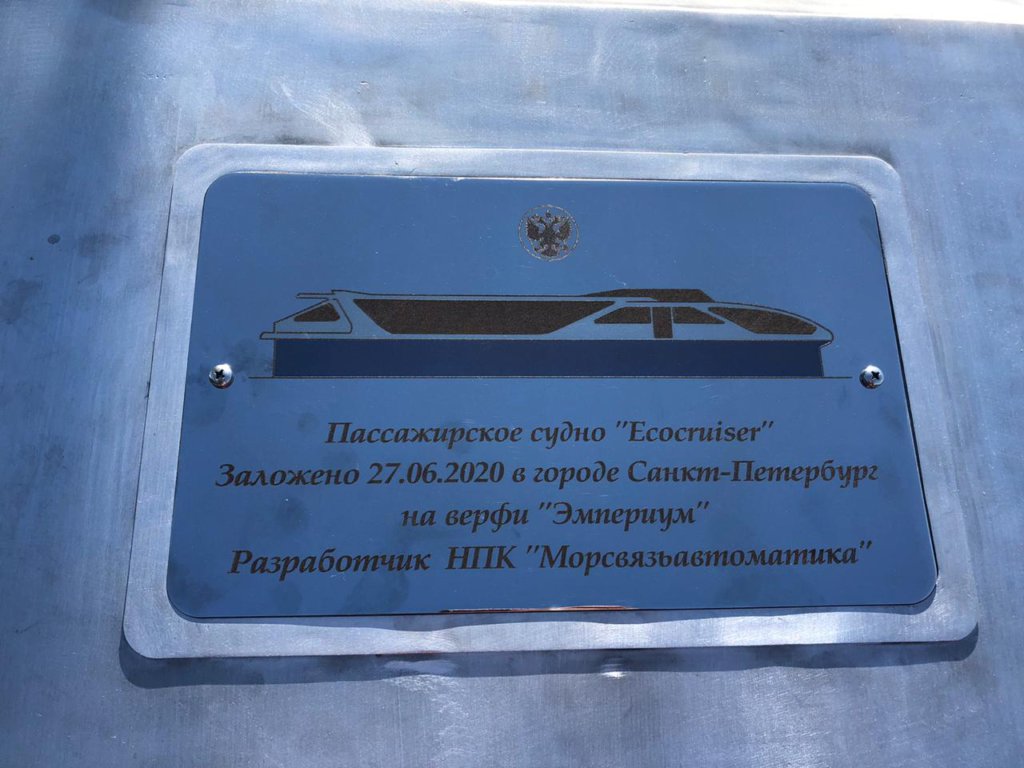 Пассажирское судно "Ecocruiser"
Заложено 27.06.2020 в городе Санкт-Петербург
на верфи "Эмпериум"
Разработчик НПК "Морсвязьавтоматика"